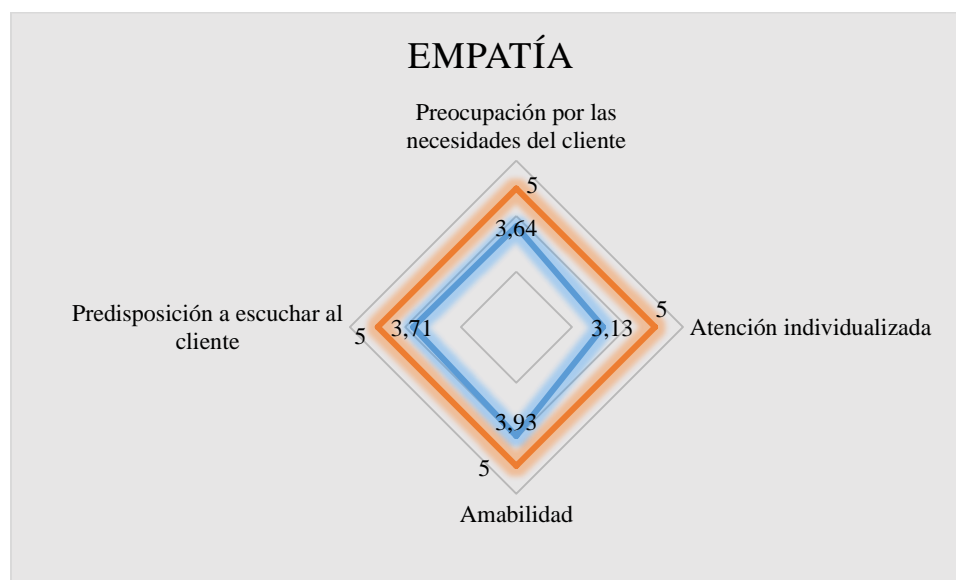 EMPATÍA
Preocupación por las
necesidades del cliente
5
3,64
Predisposición a escuchar al
cliente
5
3,71
3,13
5
Atención individualizada
3,93
5
Amabilidad